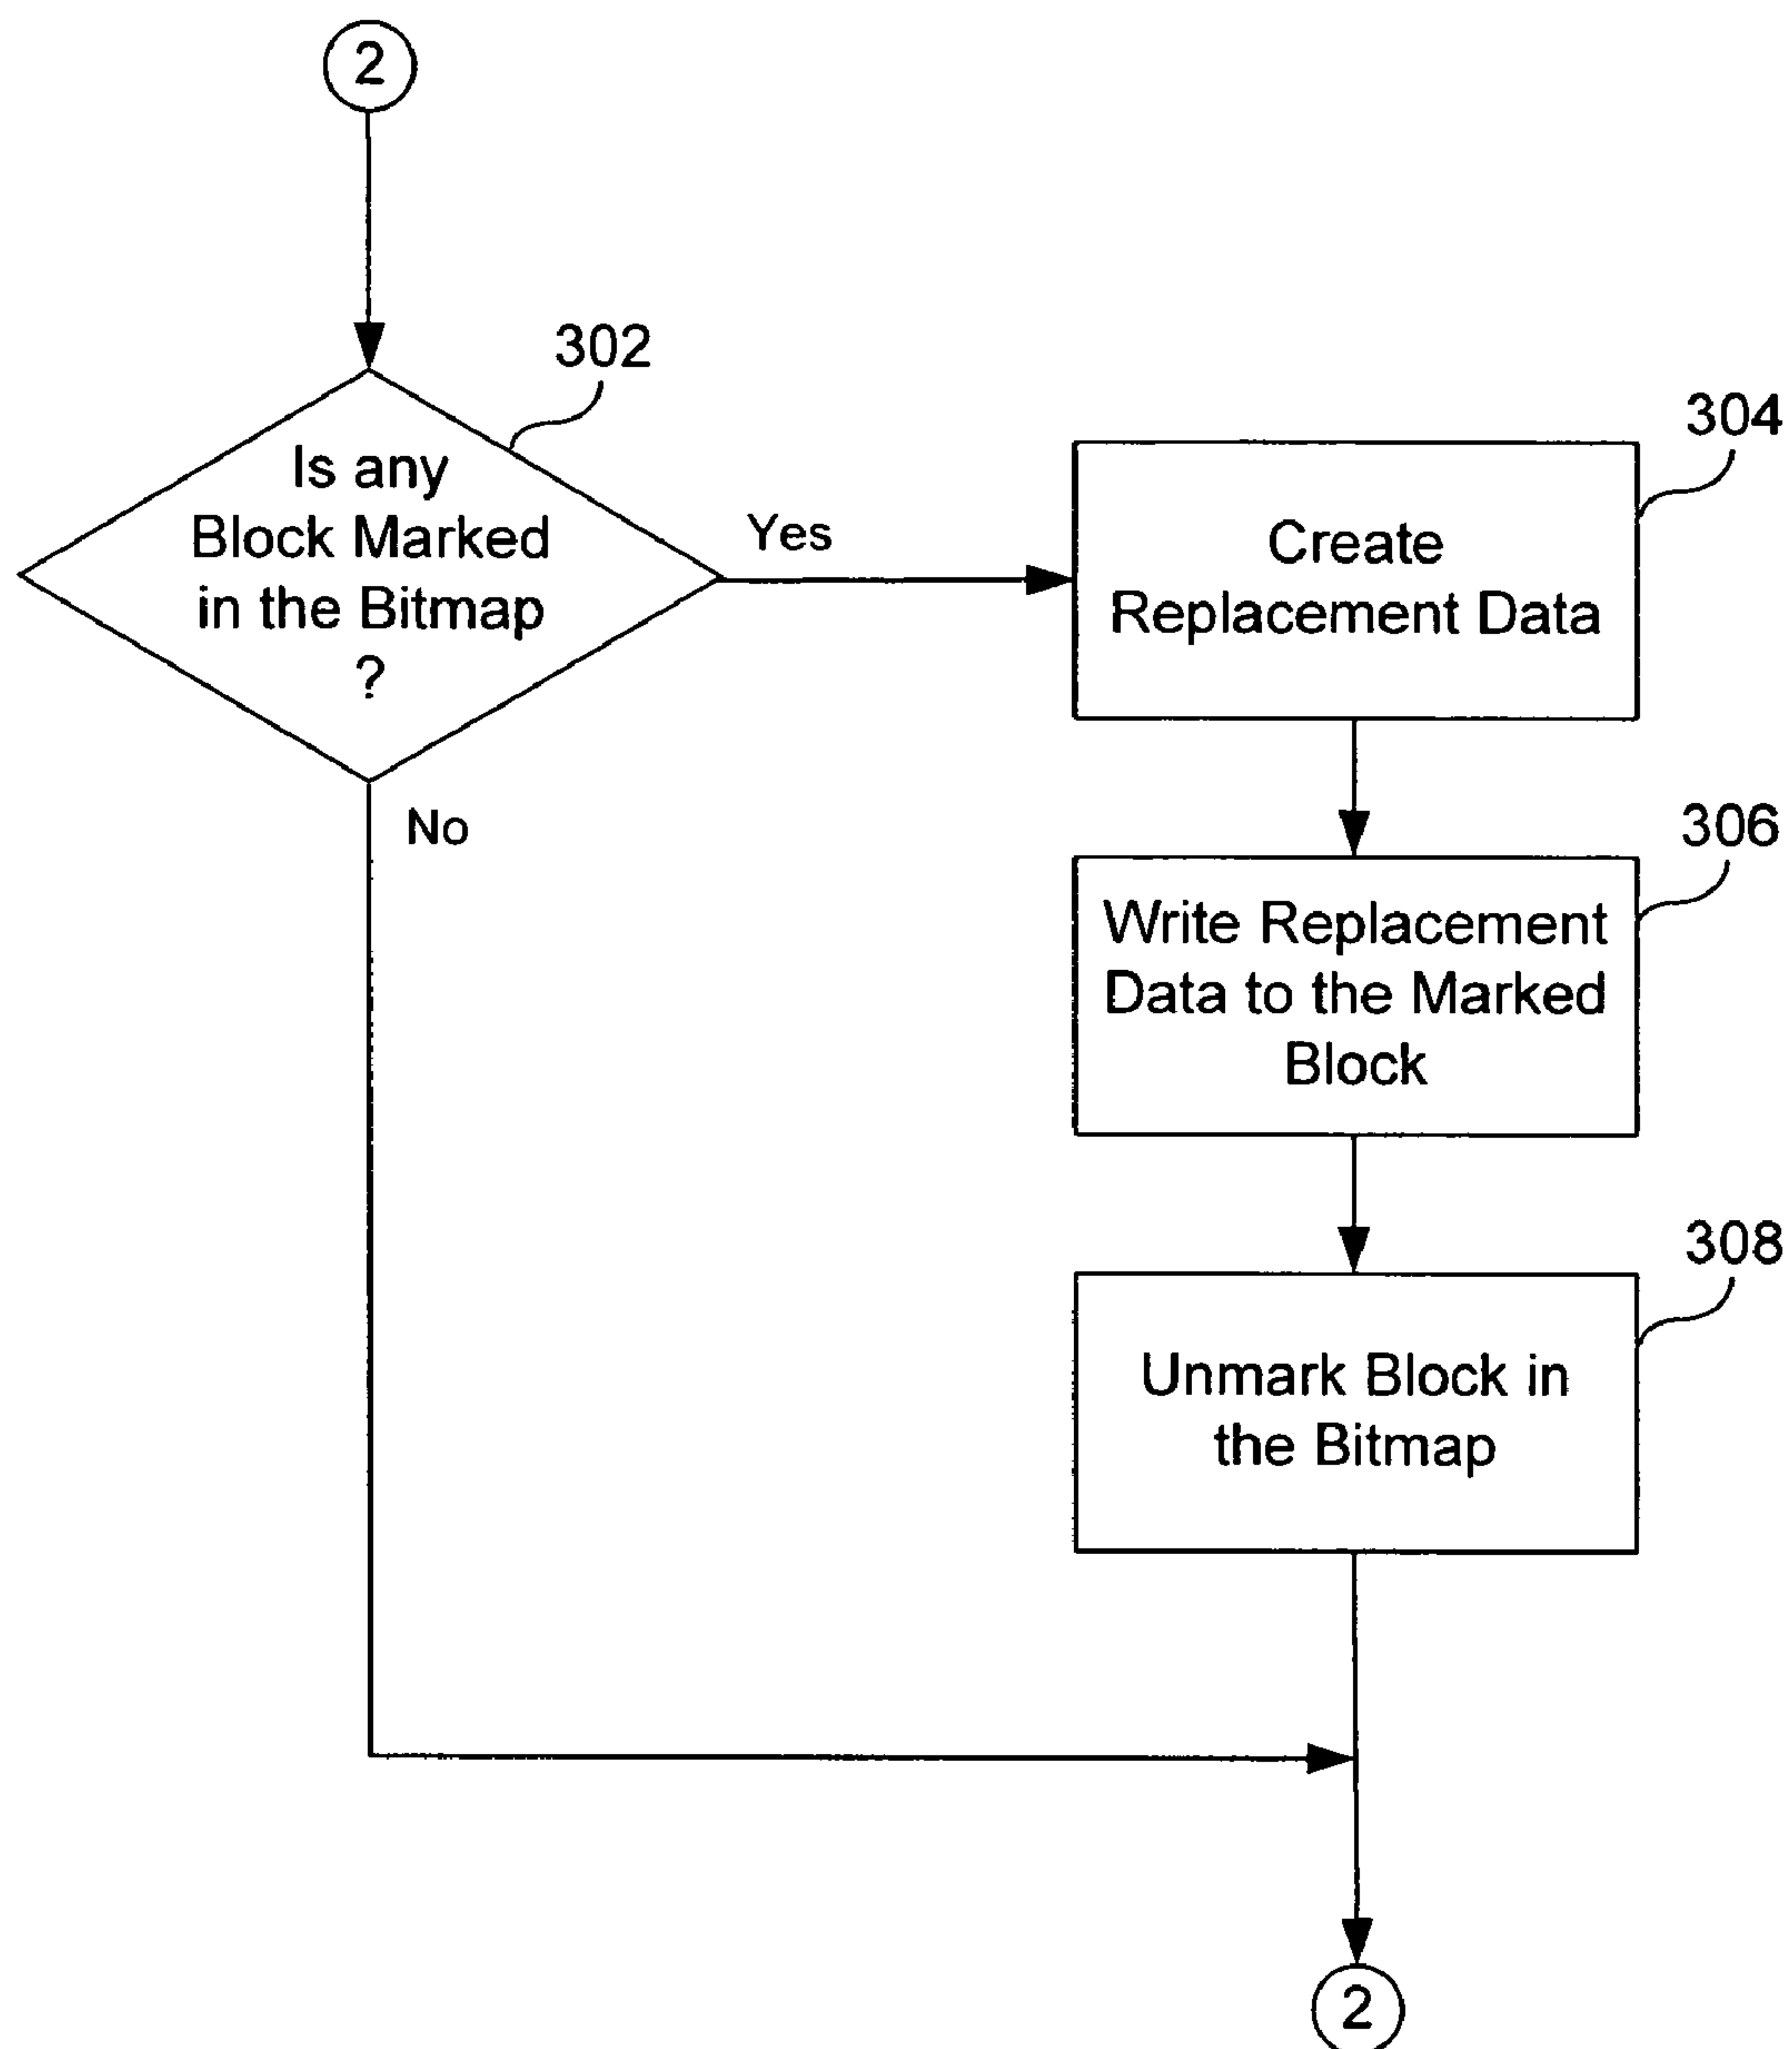 2
302
Is any
Block Marked
in the Bitmap
?
Yes
No
304
Create
Replacement Data
306
Write Replacement
Data to the Marked
Block
308
Unmark Block in
the Bitmap
2